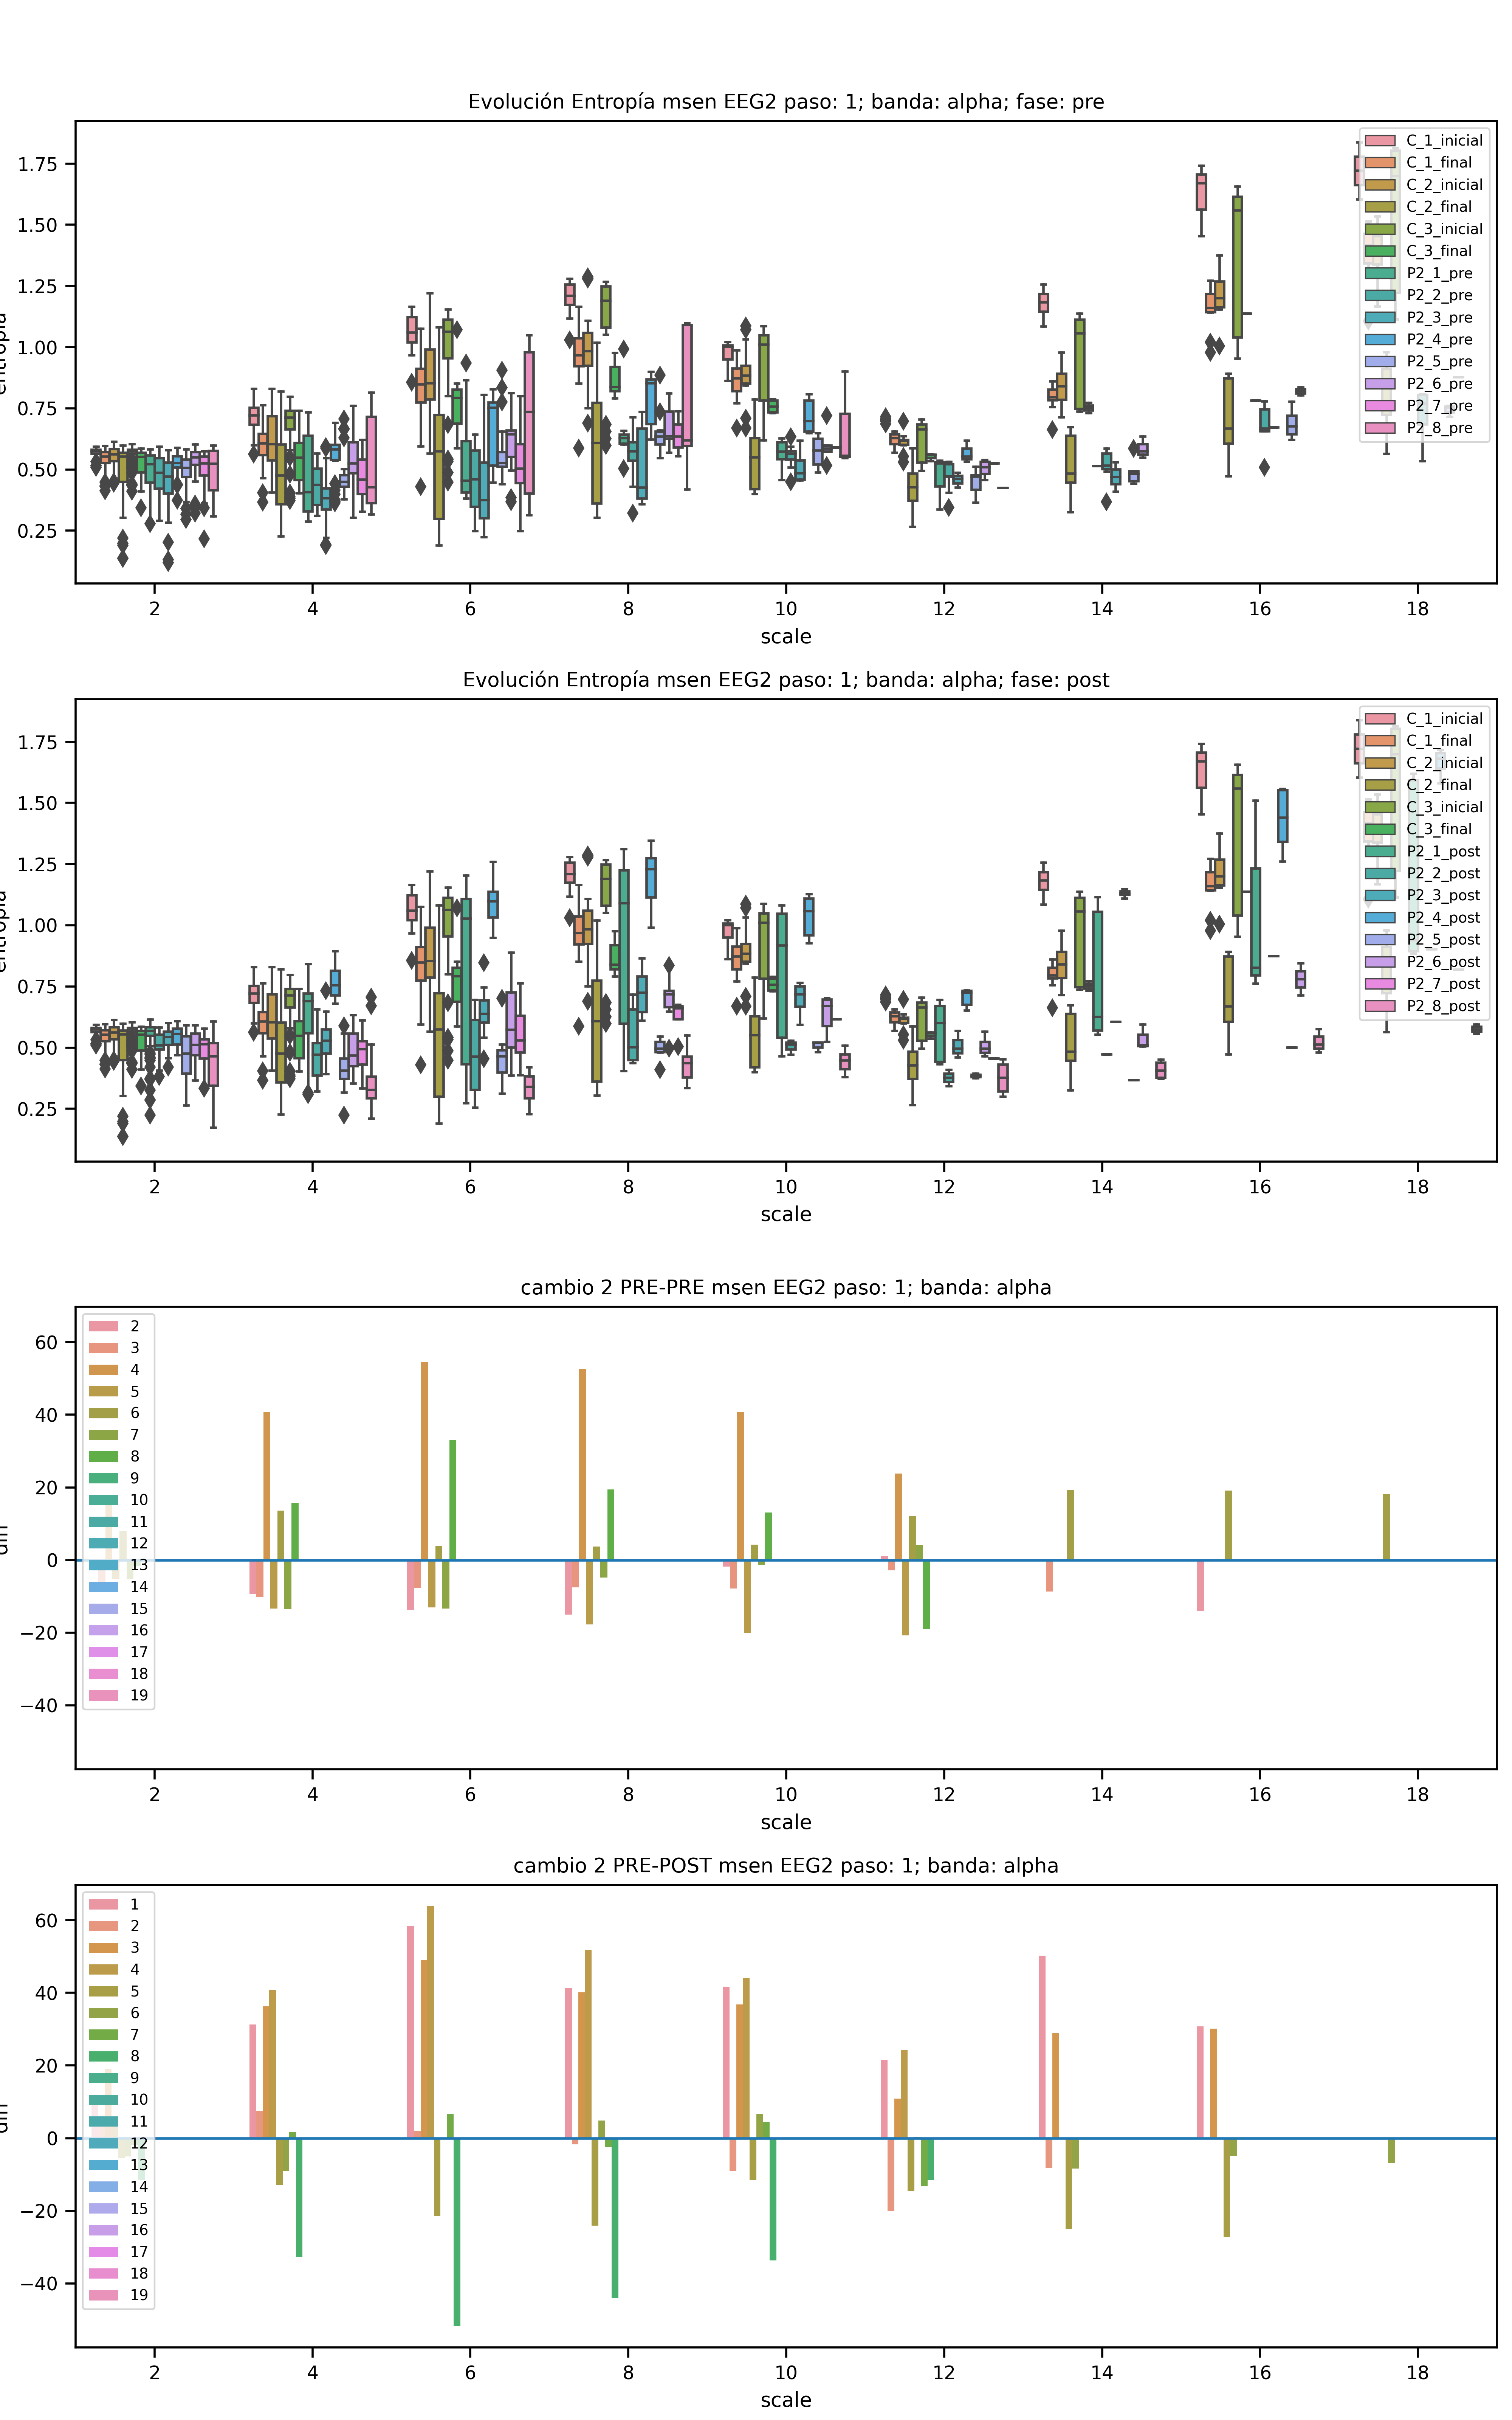 Evolución Entropía msen EEG2 paso: 1; banda: alpha; fase: pre
1.75
1.50
1.25
1.00
0.75
0.50
0.25
C_1_inicial
C_1_final
C_2_inicial
C_2_final
C_3_inicial
C_3_final
P2_1_pre
P2_2_pre
P2_3_pre
P2_4_pre
P2_5_pre
P2_6_pre
P2_7_pre
P2_8_pre
2 4 6 8 10 12 14 16 18
scale
Evolución Entropía msen EEG2 paso: 1; banda: alpha; fase: post
1.75
1.50
1.25
1.00
0.75
0.50
0.25
C_1_inicial
C_1_final
C_2_inicial
C_2_final
C_3_inicial
C_3_final
P2_1_post
P2_2_post
P2_3_post
P2_4_post
P2_5_post
P2_6_post
P2_7_post
P2_8_post
2 4 6 8 10 12 14 16 18
scale
cambio 2 PRE-PRE msen EEG2 paso: 1; banda: alpha
60
40
20
0
−20
−40
2
3
4
5
6
7
8
9
10
11
12
13
14
15
16
17
18
19
2 4 6 8 10 12 14 16 18
scale
cambio 2 PRE-POST msen EEG2 paso: 1; banda: alpha
60
40
20
0
−20
−40
1
2
3
4
5
6
7
8
9
10
11
12
13
14
15
16
17
18
19
2 4 6 8 10 12 14 16 18
scale